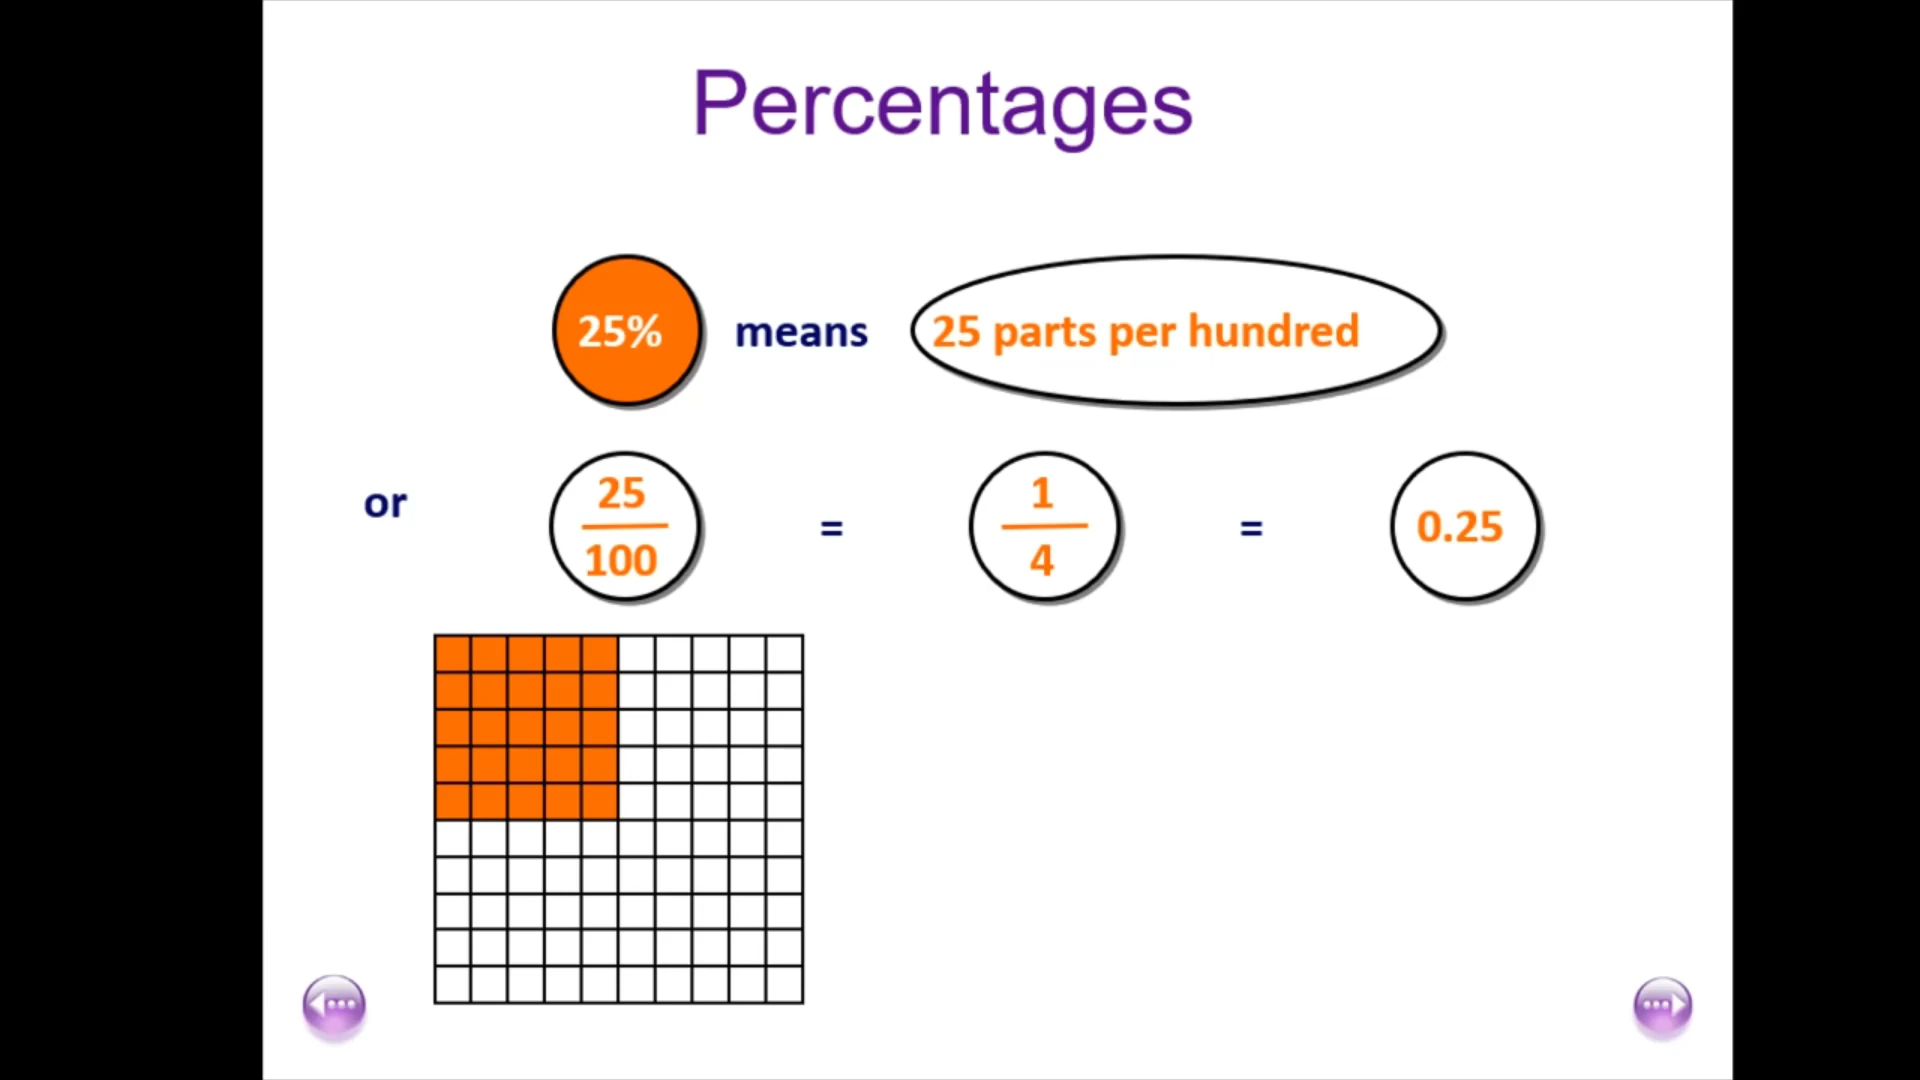 Percentages
25% means 25 parts per hundred
or 25/100 = 1/4 = 0.25